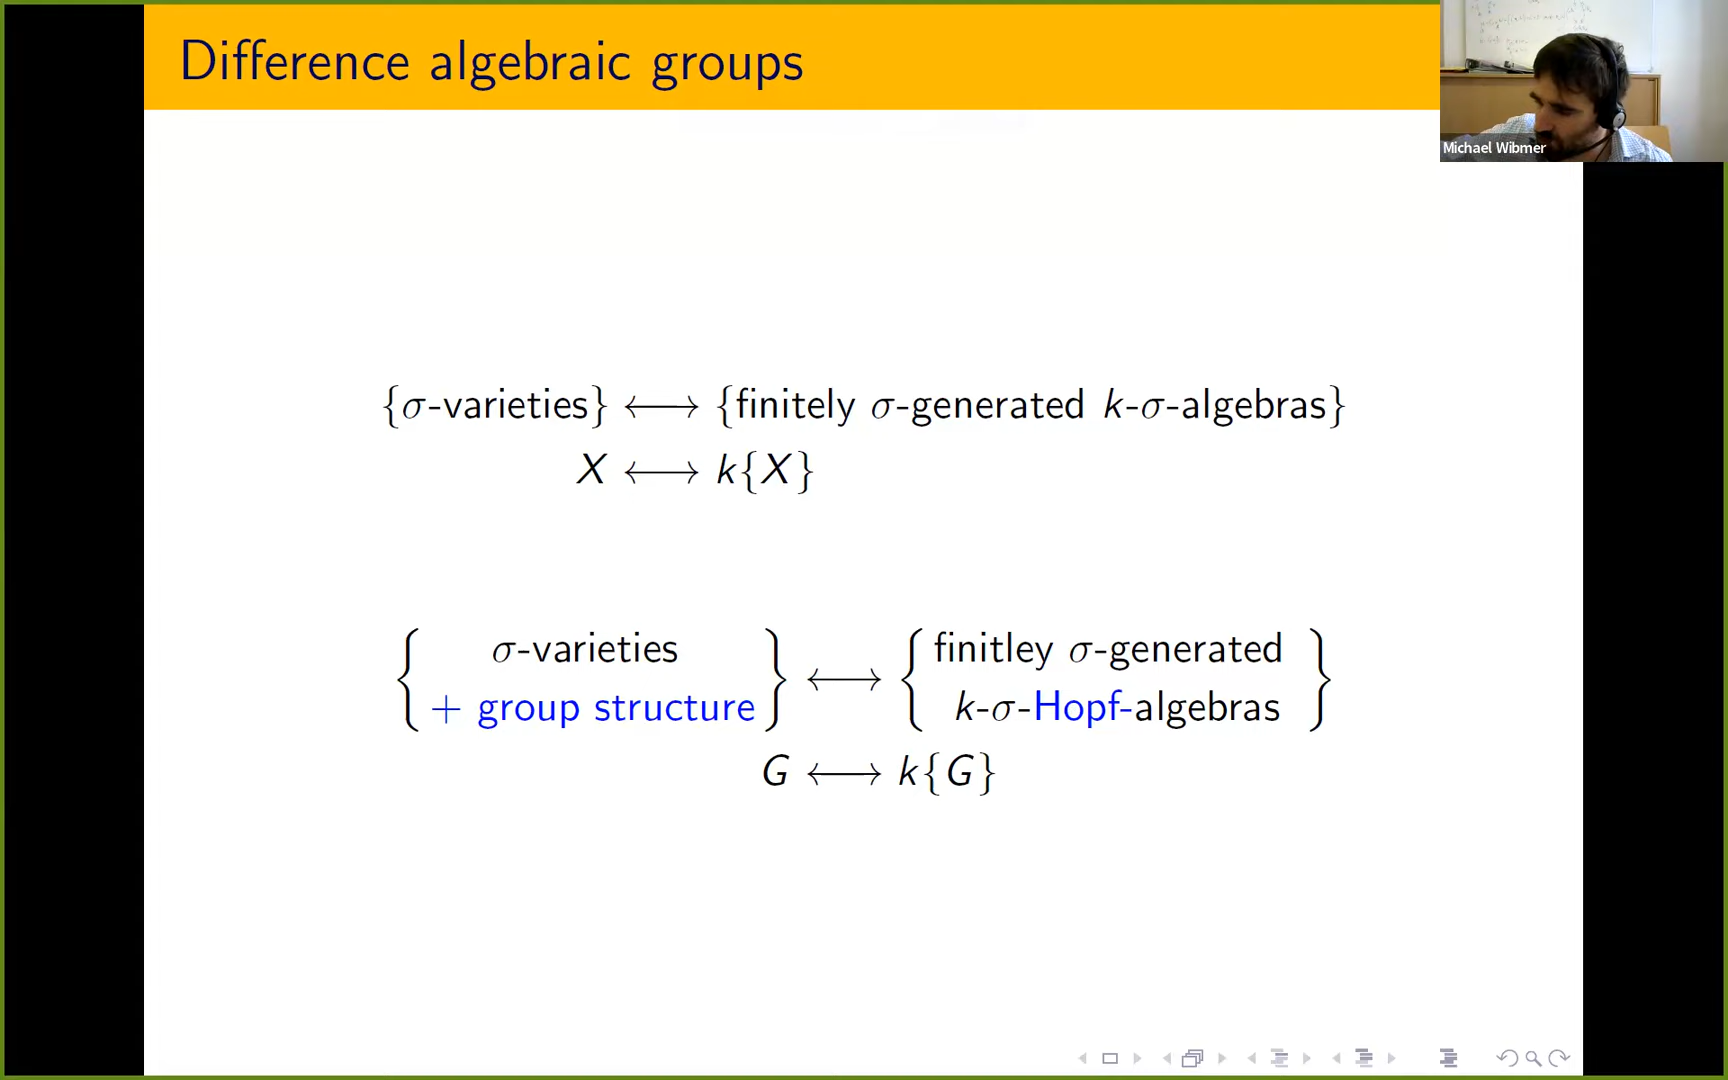 Difference algebraic groups
Michael Wibmer
{σ-varieties} ⟷ {finitely σ-generated k-σ-algebras}
X ⟷ k{X}
{ σ-varieties + group structure } ⟷ { finitley σ-generated k-σ-Hopf-algebras }
G ⟷ k{G}